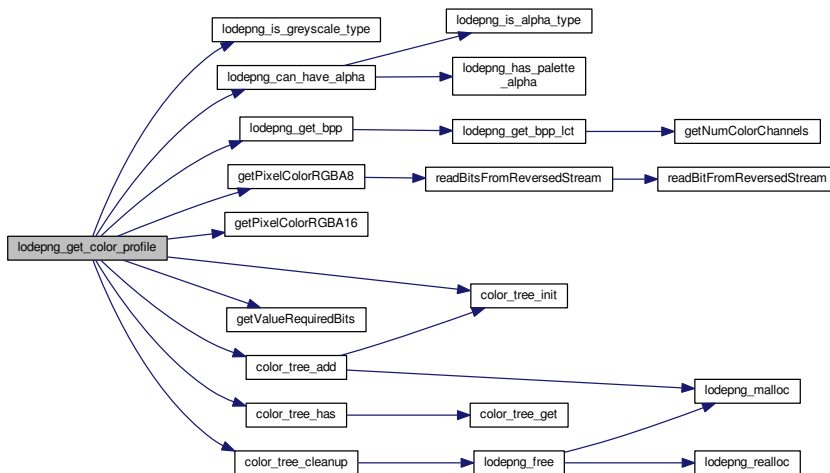 lodepng_is_greyscale_type
lodepng_is_alpha_type
lodepng_can_have_alpha
lodepng_has_palette
_alpha
lodepng_get_bpp
lodepng_get_bpp_lct
getNumColorChannels
getPixelColorRGBA8
readBitsFromReversedStream
readBitFromReversedStream
getPixelColorRGBA16
lodepng_get_color_profile
color_tree_init
getValueRequiredBits
color_tree_add
lodepng_malloc
color_tree_has
color_tree_get
color_tree_cleanup
lodepng_free
lodepng_realloc